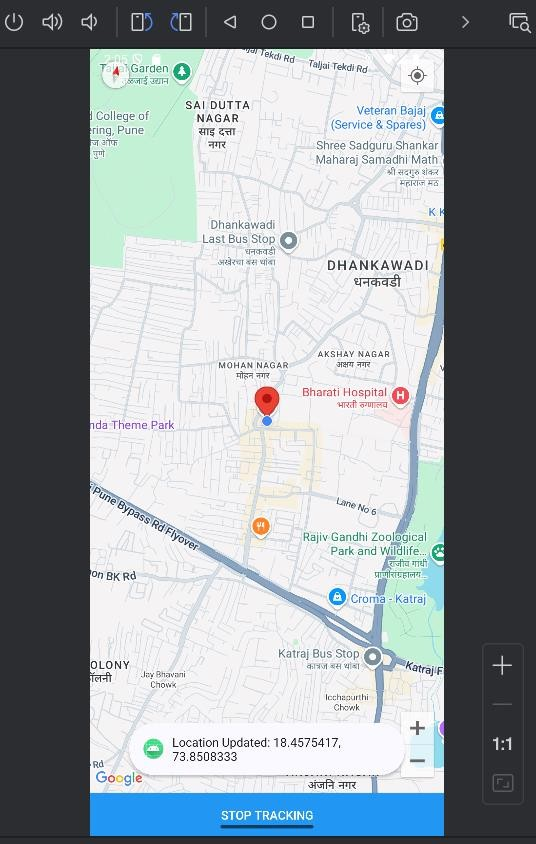 Taljai Tekdi Rd
Garden
SAI DUTTA
NAGAR
साइ दत्ता
नगर
d College of
ering, Pune
पुणे
Veteran Bajaj
(Service & Spares)
Shree Sadguru Shankar
Maharaj Samadhi Math
श्री सदगुरु शंकर
महाराज मठ
K K
Dhankawadi
Last Bus Stop
धनकवडी
अखेरचा बस थांबा
DHANKAWADI
धनकवडी
MOHAN NAGAR
मोहन नगर
AKSHAY NAGAR
अक्षय नगर
Bharati Hospital
भारती रुग्णालय
nda Theme Park
Lane No 6
Pune Bypass Rd Flyover
Rajiv Gandhi Zoological
Park and Wildlife...
राजीव गांधी
प्राणीसंग्रहालय...
on BK Rd
Croma - Katraj
Katraj Bus Stop
कात्रज बस थांबा
Katraj F
OLONY
ॉलनी
Jay Bhavani
Chowk
Icchapurthi
Chowk
Location Updated: 18.4575417,
73.8508333
Rd
Google
अंजनि नगर
STOP TRACKING
1:1